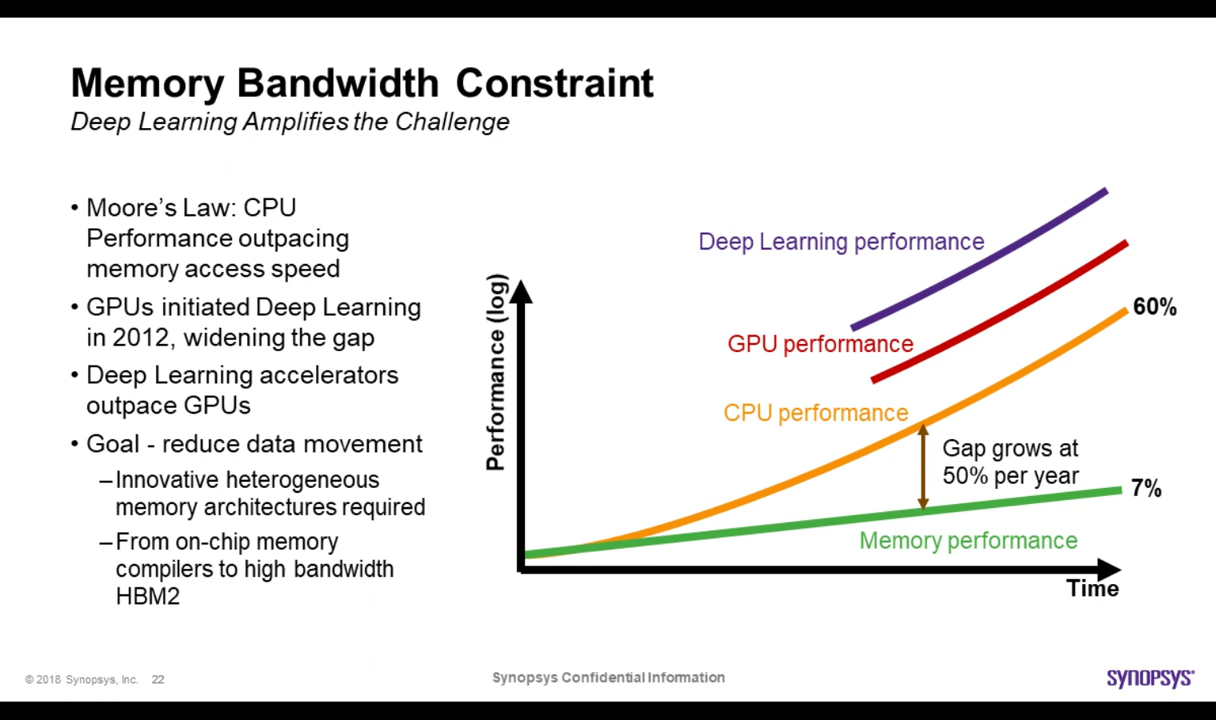 Memory Bandwidth Constraint
Deep Learning Amplifies the Challenge
• Moore's Law: CPU
Performance outpacing
memory access speed
• GPUs initiated Deep Learning
in 2012, widening the gap
• Deep Learning accelerators
outpace GPUs
• Goal - reduce data movement
–Innovative heterogeneous
memory architectures required
–From on-chip memory
compilers to high bandwidth
HBM2
Performance (log)
Deep Learning performance
GPU performance
60%
CPU performance
Gap grows at
50% per year
7%
Memory performance
Time
© 2018 Synopsys, Inc. 22
Synopsys Confidential Information
SYNOPSYS®